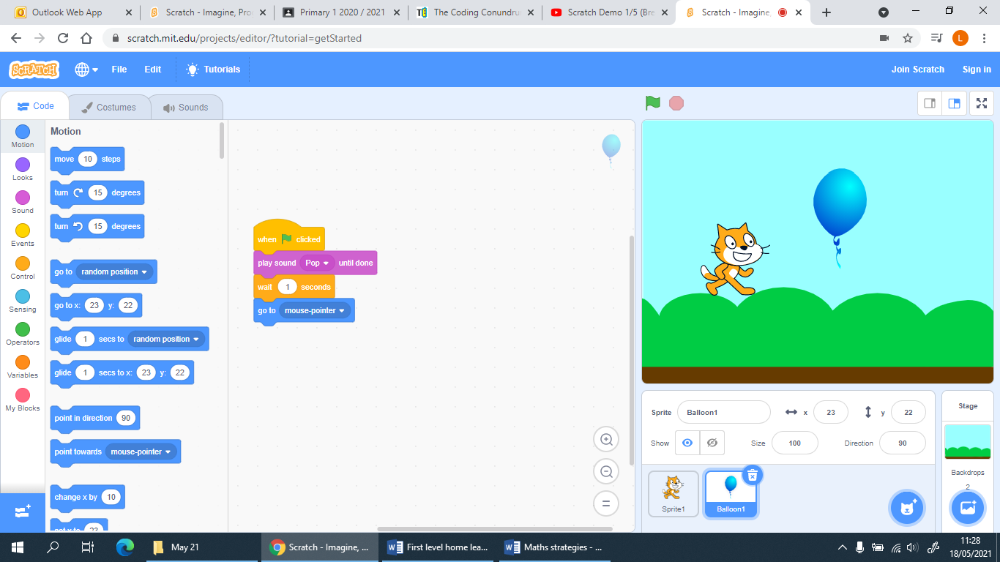 Outlook Web App
Scratch - Imagine, Pro
Primary 1 2020 / 2021
The Coding Conundru
Scratch Demo 1/5 (Bre
Scratch - Imagine,
scratch.mit.edu/projects/editor/?tutorial=getStarted
L
SCRATCH
File
Edit
Tutorials
Join Scratch
Sign in
Code
Costumes
Sounds
Motion
Looks
Sound
Events
Control
Sensing
Operators
Variables
My Blocks
Motion
move 10 steps
turn 15 degrees
turn 15 degrees
go to random position
go to x: 23 y: 22
glide 1 secs to random position
glide 1 secs to x: 23 y: 22
point in direction 90
point towards mouse-pointer
change x by 10
set x to 23
when clicked
play sound Pop until done
wait 1 seconds
go to mouse-pointer
Sprite Balloon1 x 23 y 22
Show Size 100 Direction 90
Sprite1
Balloon1
Stage
Backdrops
2
May 21
Scratch - Imagine, ...
First level home lea...
Maths strategies - ...
11:28
18/05/2021